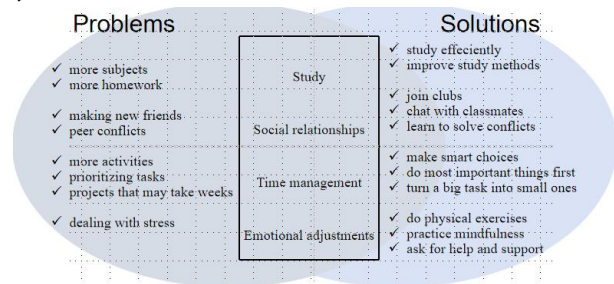 Problems
Solutions
more subjects
more homework
making new friends
peer conflicts
more activities
prioritizing tasks
projects that may take weeks
dealing with stress
Study
Social relationships
Time management
Emotional adjustments
study effeciently
improve study methods
join clubs
chat with classmates
learn to solve conflicts
make smart choices
do most important things first
turn a big task into small ones
do physical exercises
practice mindfulness
ask for help and support